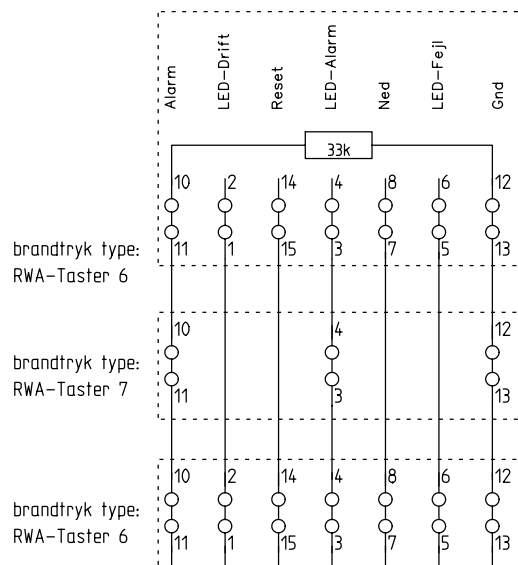 Alarm
LED-Drift
Reset
LED-Alarm
Ned
LED-Fejl
Gnd
33k
10 2 14 4 8 6 12
11 1 15 3 7 5 13
brandtryk type:
RWA-Taster 6
10 4 12
brandtryk type:
RWA-Taster 7
11 3 13
10 2 14 4 8 6 12
brandtryk type:
RWA-Taster 6
11 1 15 3 7 5 13